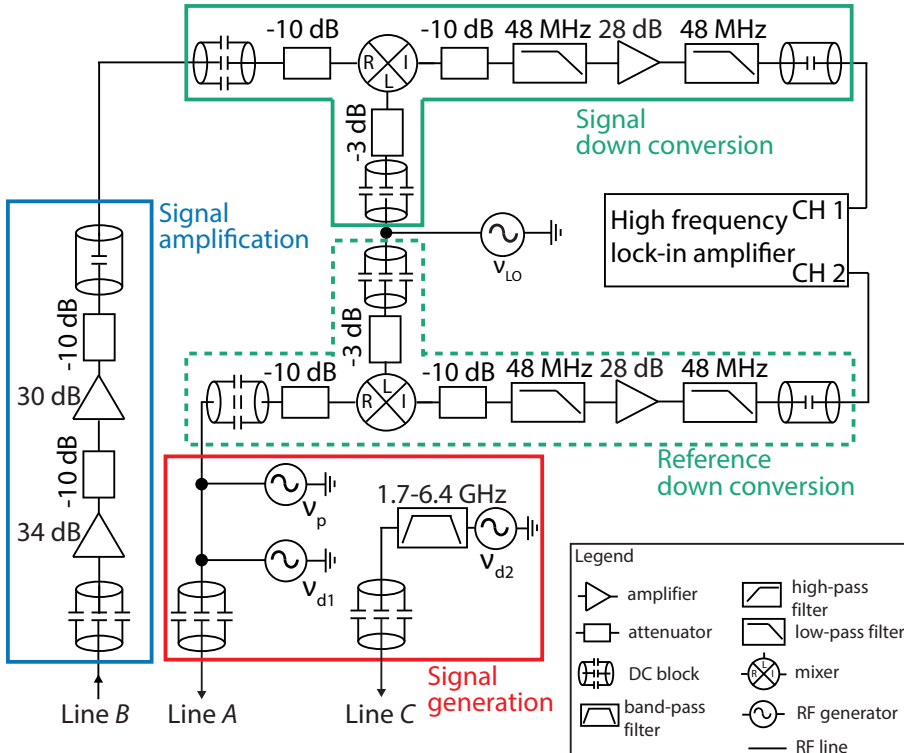 -10 dB
-10 dB
48 MHz
28 dB
48 MHz
R
I
L
-3 dB
Signal
down conversion
Signal
amplification
High frequency
lock-in amplifier
CH 1
CH 2
νLO
-10 dB
30 dB
-10 dB
34 dB
-3 dB
-10 dB
-10 dB
48 MHz
28 dB
48 MHz
L
R
I
Reference
down conversion
νp
1.7-6.4 GHz
νd1
νd2
Signal
generation
Line B
Line A
Line C
Legend
amplifier
high-pass
filter
attenuator
low-pass filter
DC block
L
R
I
mixer
band-pass
filter
RF generator
RF line